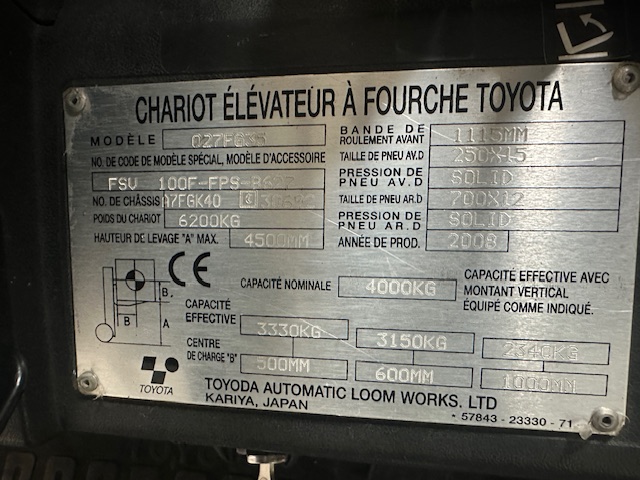 CHARIOT ÉLÉVATEUR À FOURCHE TOYOTA
MODÈLE
BANDE DE ROULEMENT AVANT 1115MM
NO. DE CODE DE MODÈLE SPÉCIAL, MODÈLE D'ACCESSOIRE
TAILLE DE PNEU AV.D 250X15
FSV 100F-FPS-
PRESSION DE PNEU AV.D SOLID
NO. DE CHÂSSIS 07FGK40
TAILLE DE PNEU AR.D 700X12
POIDS DU CHARIOT 6200KG
PRESSION DE PNEU AR.D SOLID
HAUTEUR DE LEVAGE "A" MAX. 4500MM
ANNÉE DE PROD. 2008
CE
CAPACITÉ NOMINALE 4000KG
CAPACITÉ EFFECTIVE AVEC
MONTANT VERTICAL
ÉQUIPÉ COMME INDIQUÉ.
B
B
A
CAPACITÉ EFFECTIVE 3330KG 3150KG 2340KG
CENTRE DE CHARGE "B" 500MM 600MM 1000MM
TOYOTA
TOYODA AUTOMATIC LOOM WORKS. LTD
KARIYA, JAPAN
* 57843 - 23330 - 71